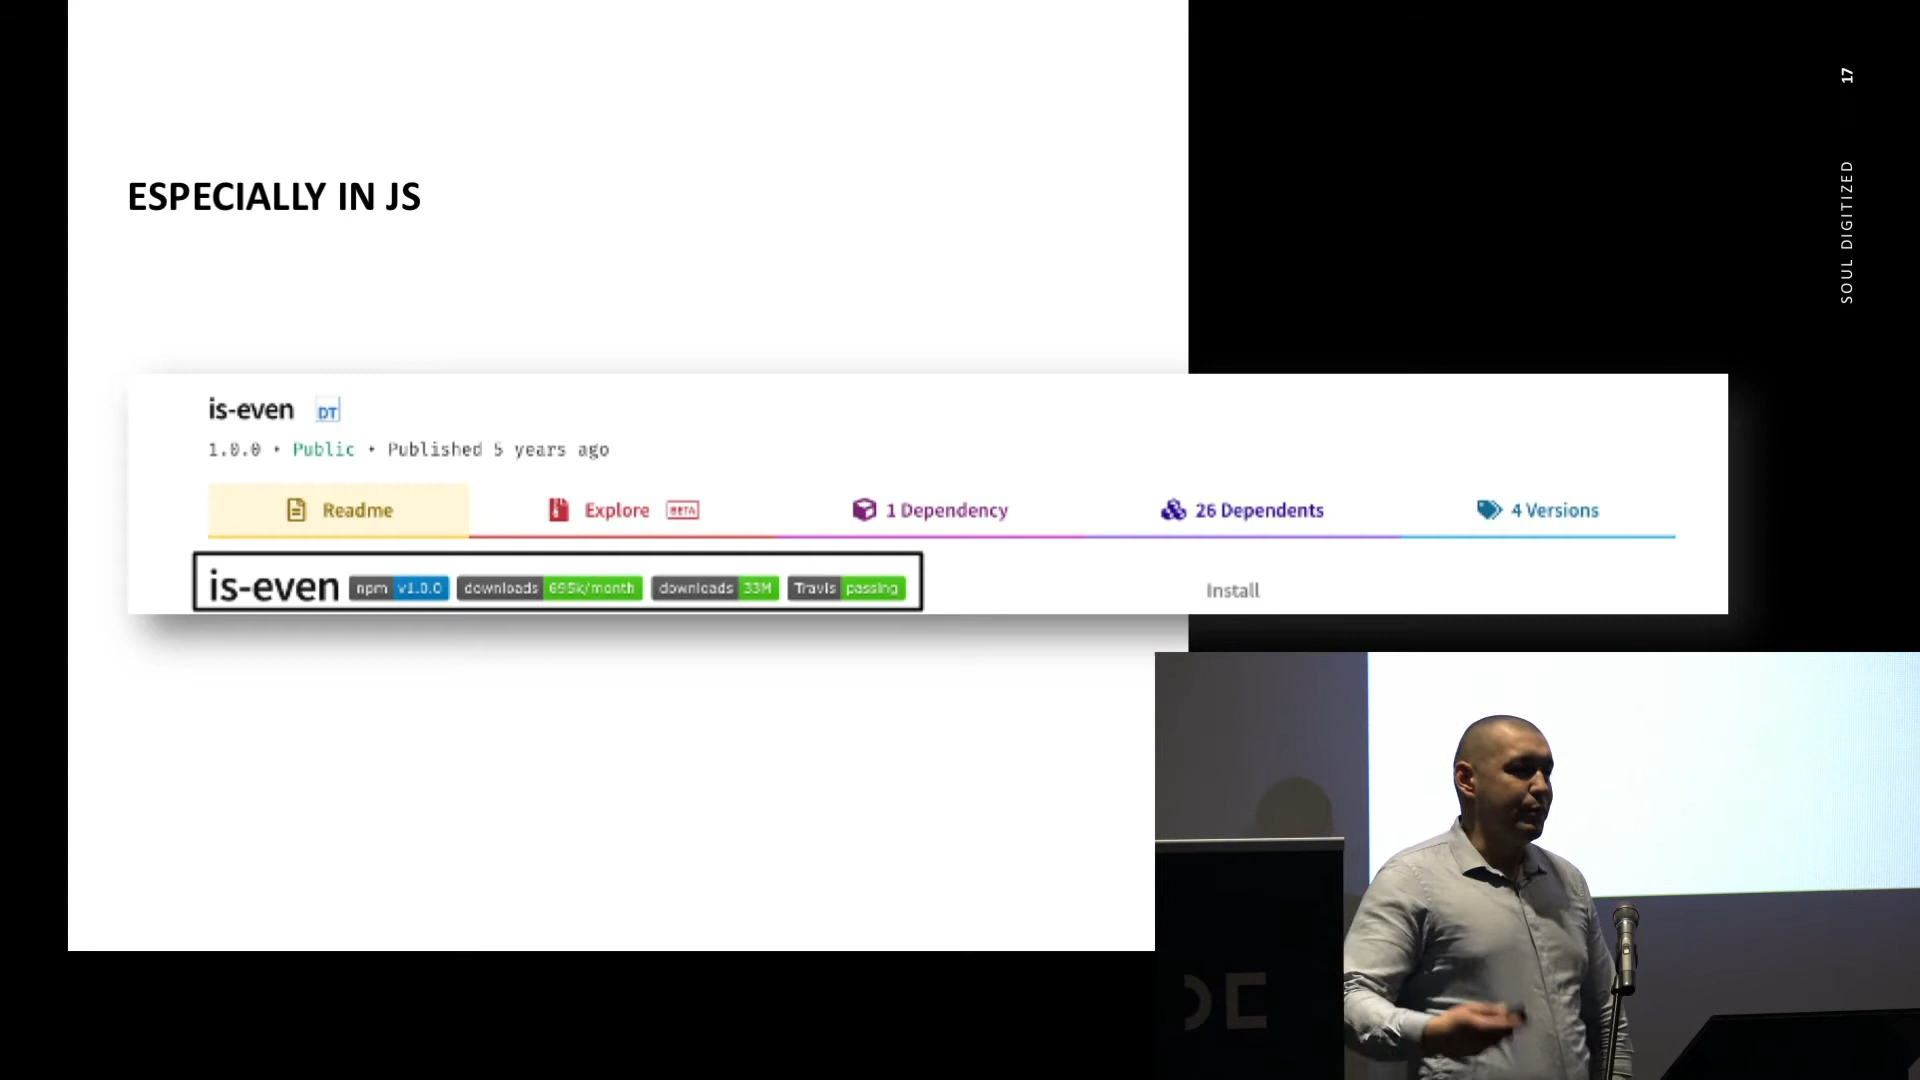 17
SOUL DIGITIZED
ESPECIALLY IN JS
is-even DT
1.0.0 • Public • Published 5 years ago
Readme Explore BETA 1 Dependency 26 Dependents 4 Versions
is-even npm v1.0.0 downloads 695k/month downloads 33M Travis passing
Install